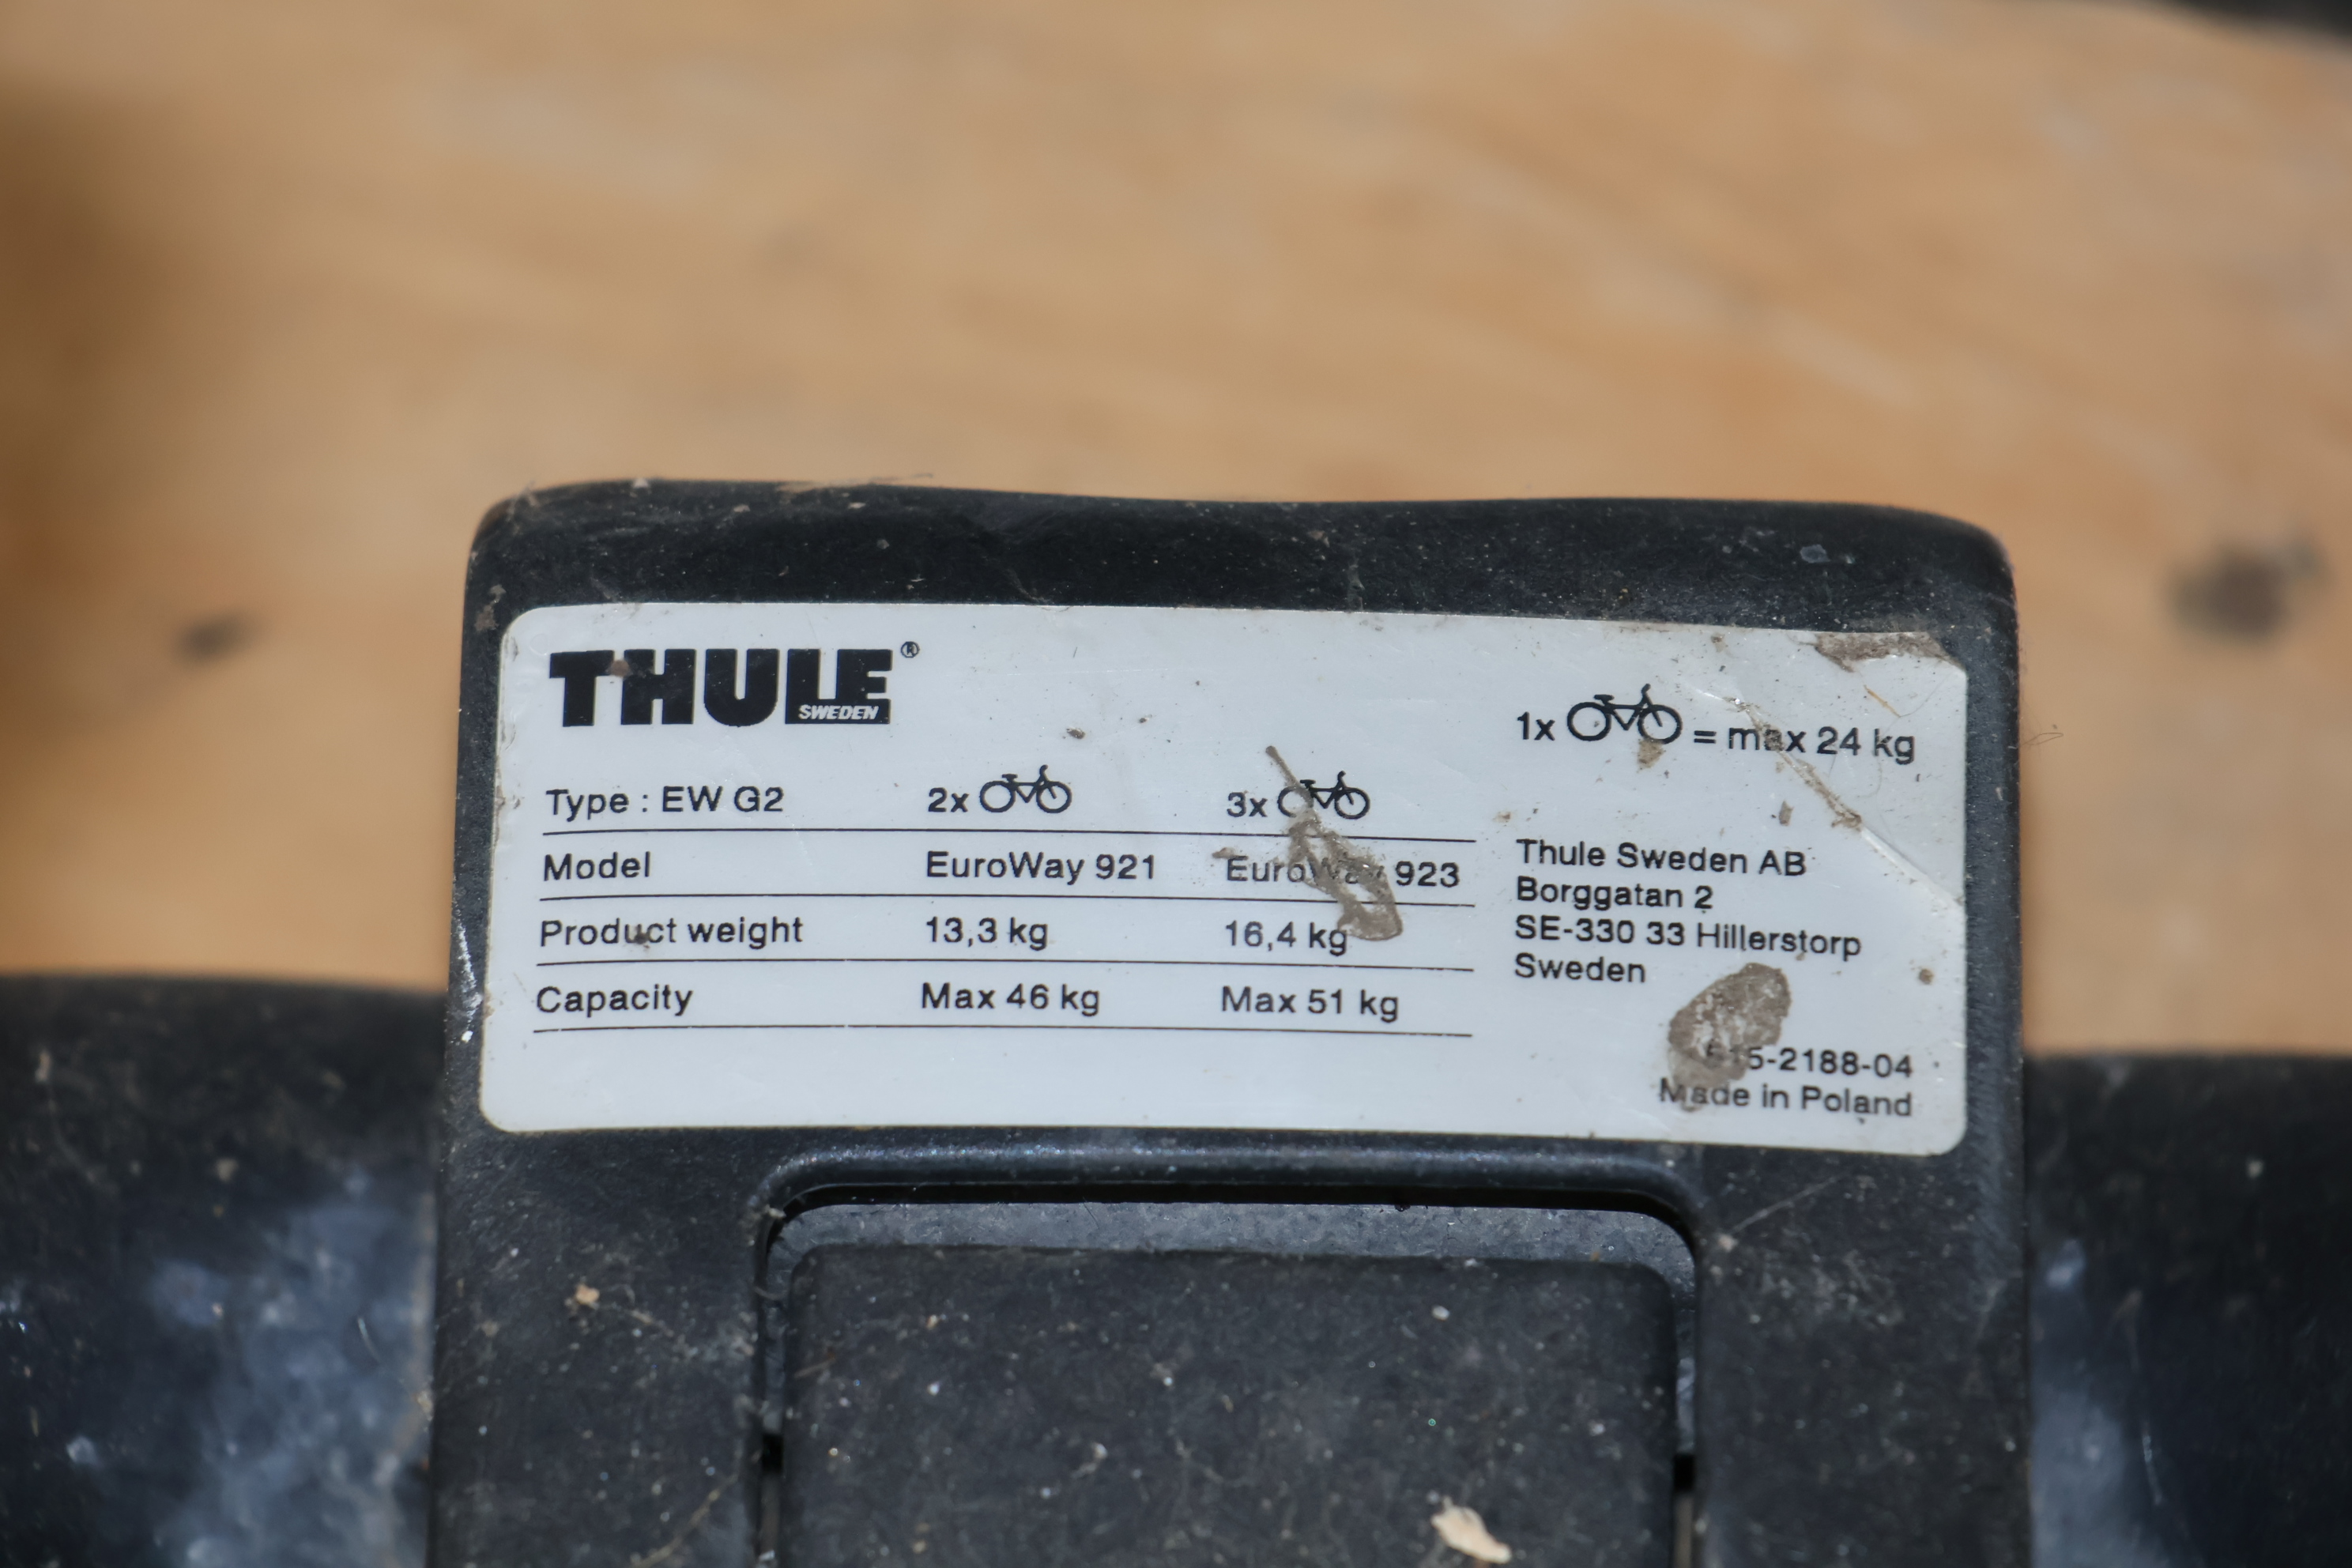 THULE®
SWEDEN
1x = max 24 kg
Type : EW G2 2x 3x
Model EuroWay 921 EuroWay 923
Product weight 13,3 kg 16,4 kg
Capacity Max 46 kg Max 51 kg
Thule Sweden AB
Borggatan 2
SE-330 33 Hillerstorp
Sweden
5-2188-04
Made in Poland